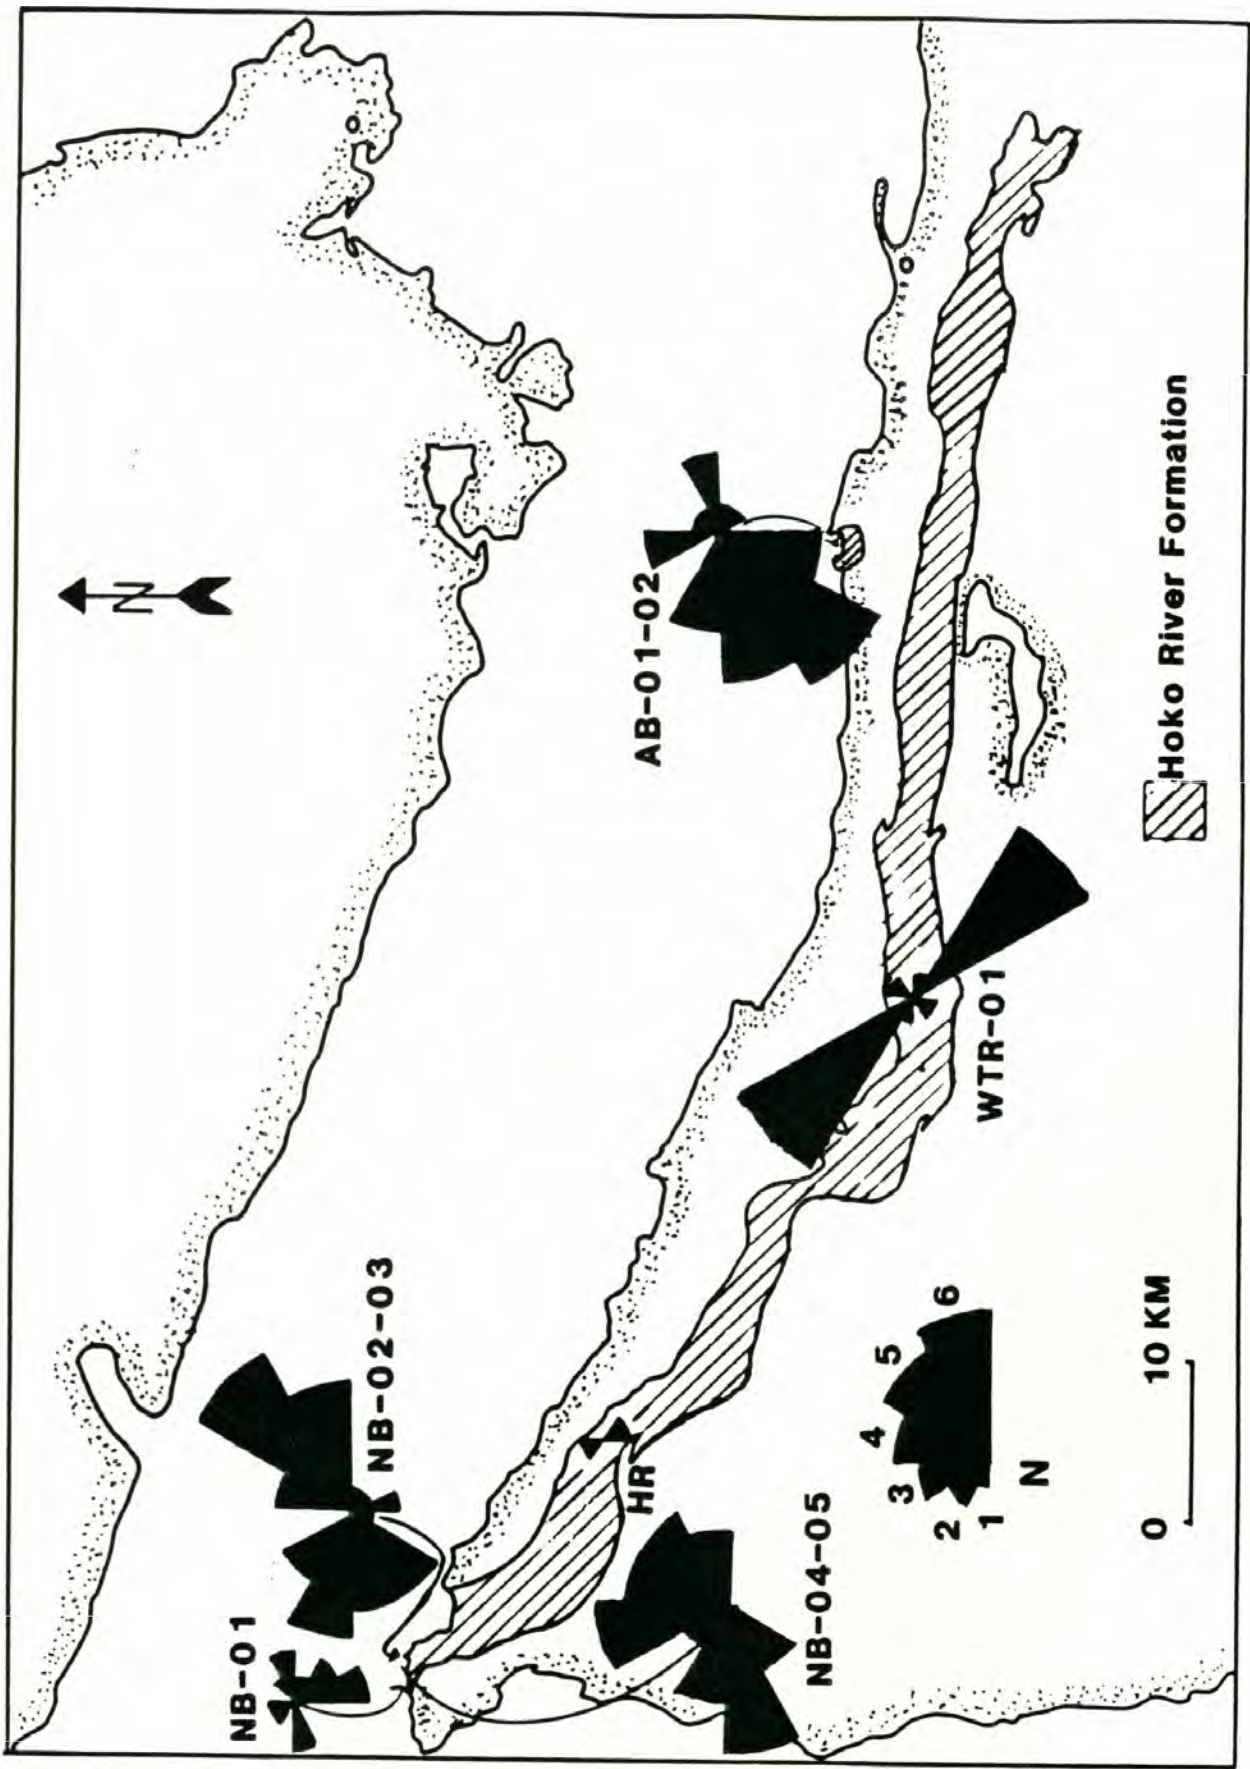 N
NB-01
NB-02-03
AB-01-02
HR
WTR-01
NB-04-05
1
2
3
4
5
6
N
0 10 KM
Hoko River Formation